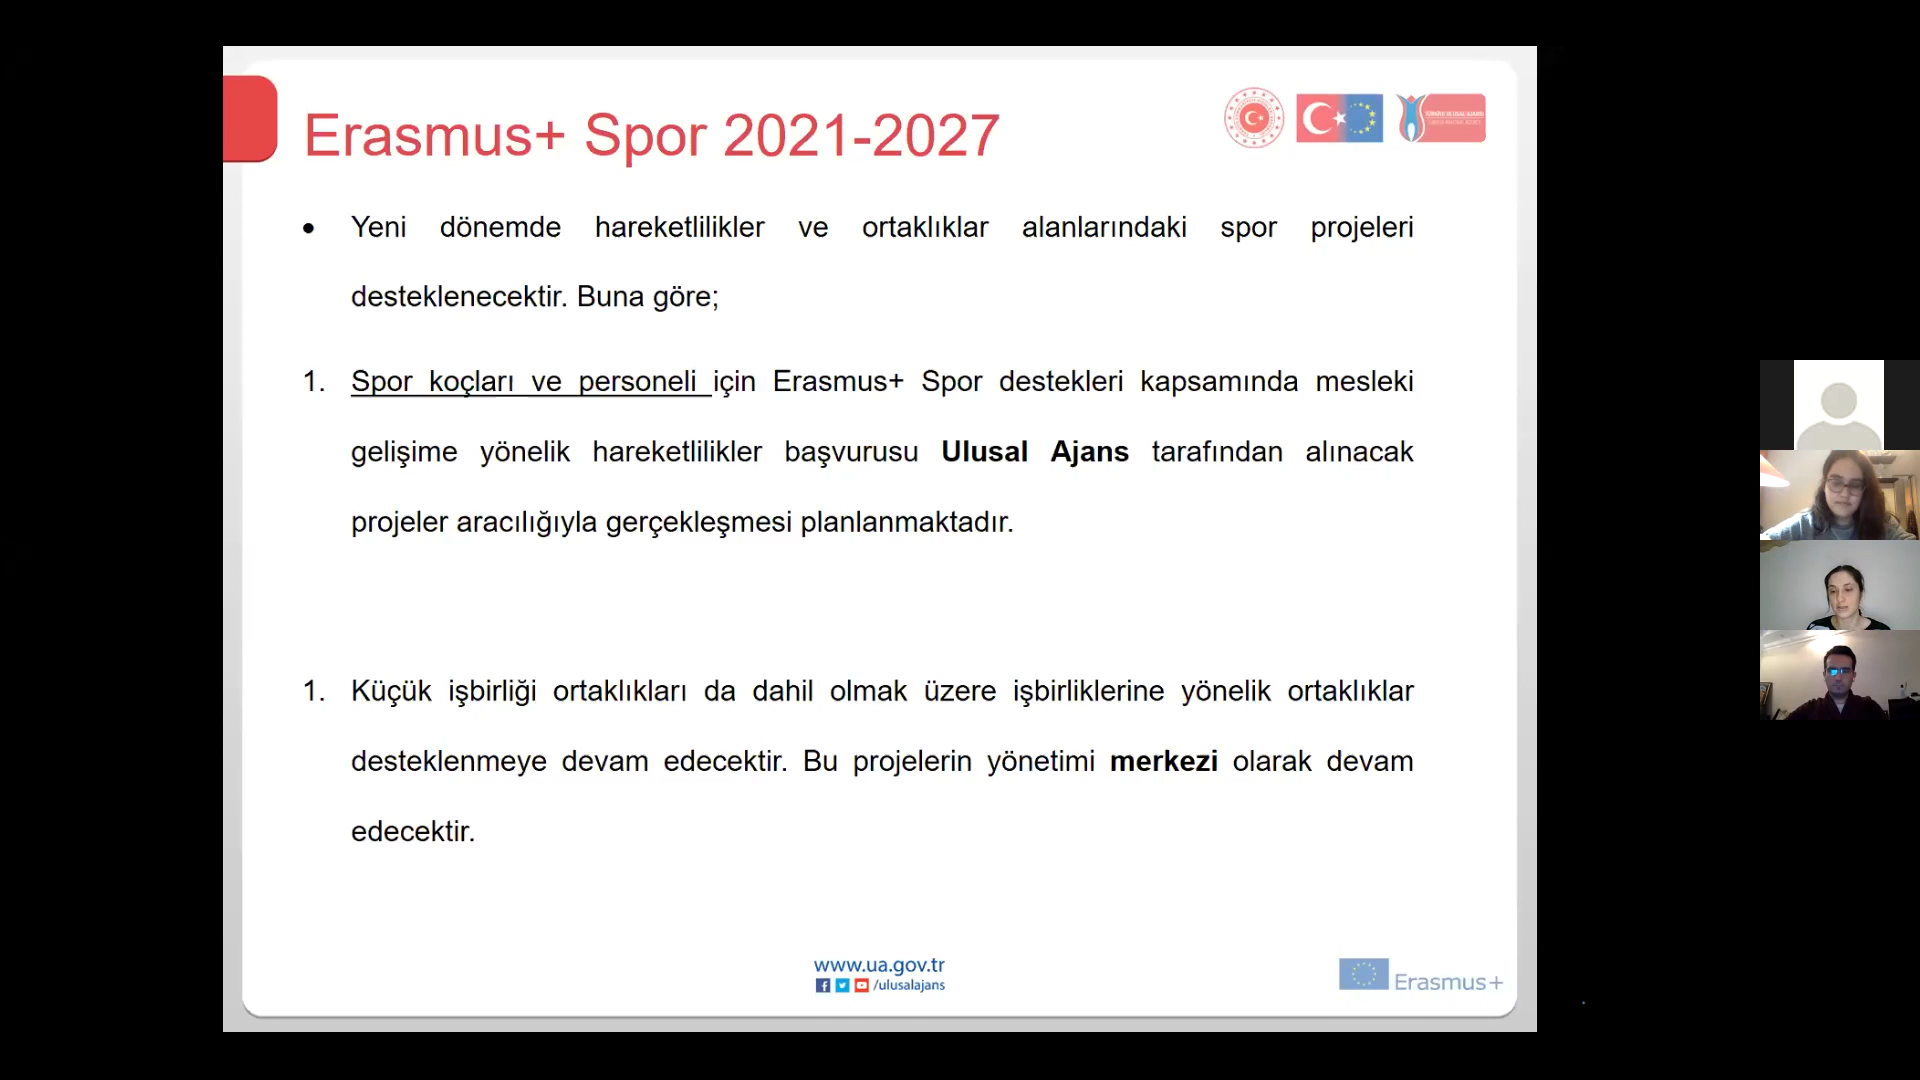 Erasmus+ Spor 2021-2027
• Yeni dönemde hareketlilikler ve ortaklıklar alanlarındaki spor projeleri
desteklenecektir. Buna göre;
1. Spor koçları ve personeli için Erasmus+ Spor destekleri kapsamında mesleki
gelişime yönelik hareketlilikler başvurusu Ulusal Ajans tarafından alınacak
projeler aracılığıyla gerçekleşmesi planlanmaktadır.
1. Küçük işbirliği ortaklıkları da dahil olmak üzere işbirliklerine yönelik ortaklıklar
desteklenmeye devam edecektir. Bu projelerin yönetimi merkezi olarak devam
edecektir.
www.ua.gov.tr
/ulusalajans
Erasmus+